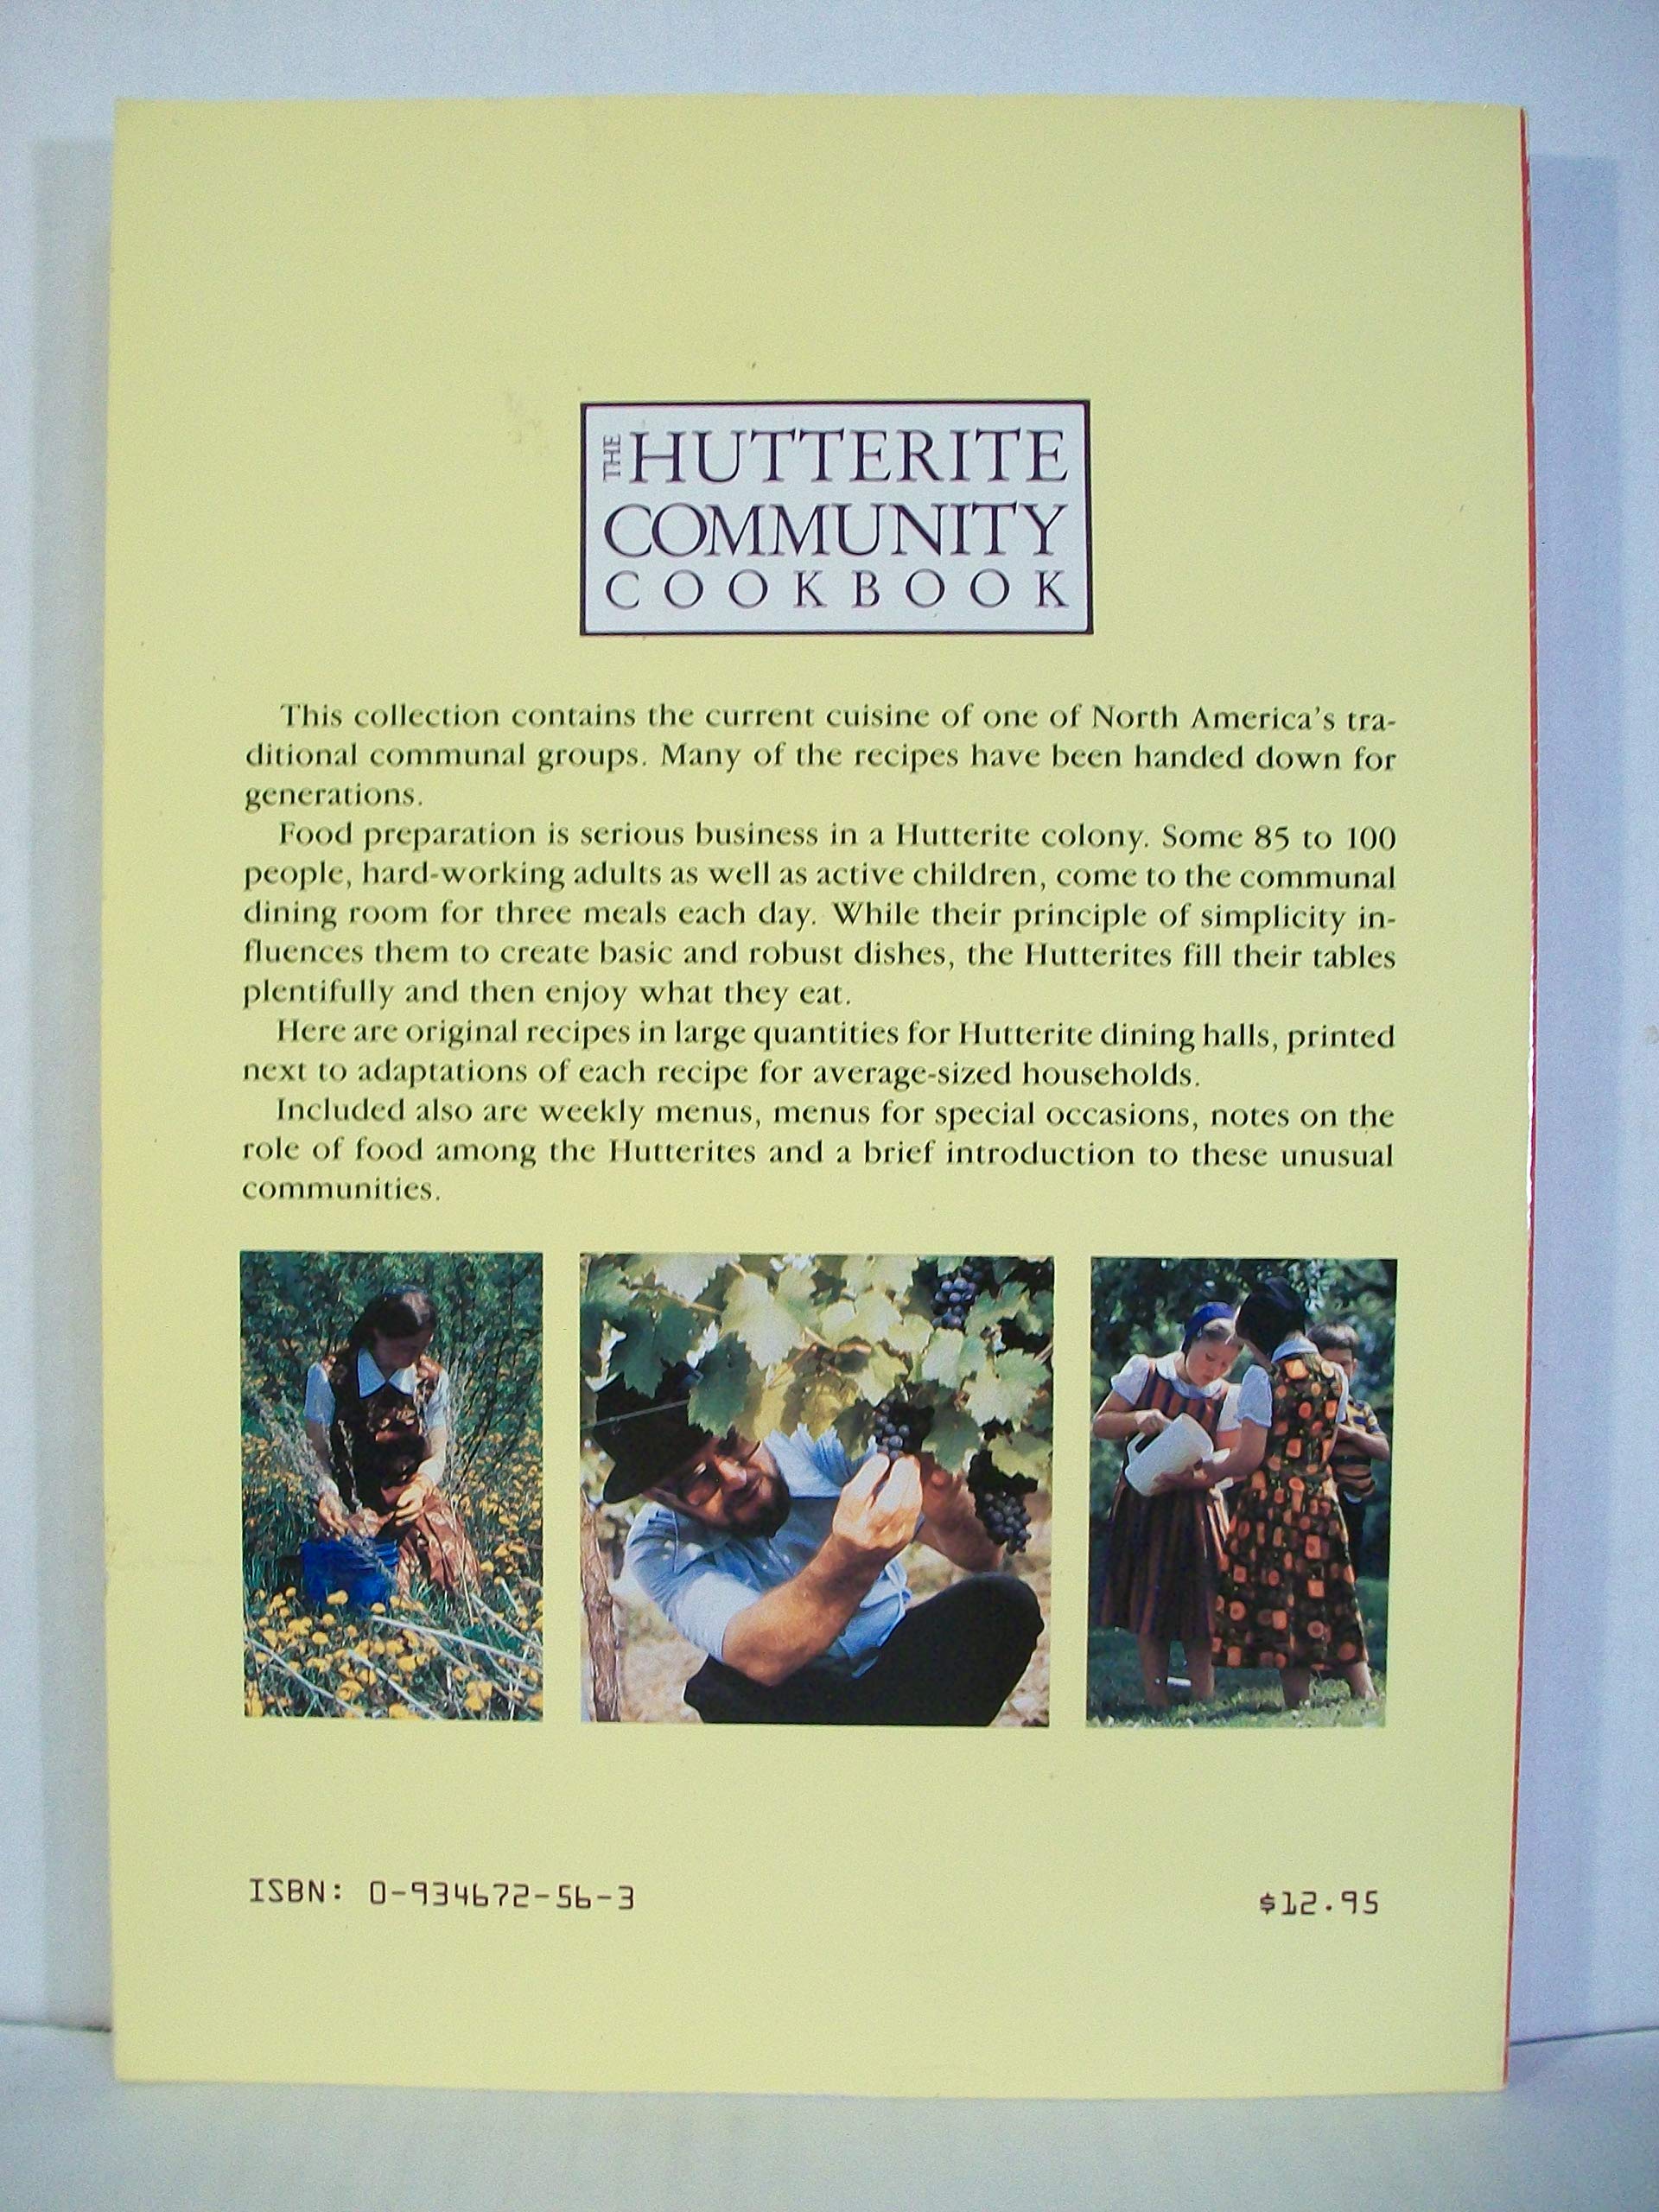 THE HUTTERITE
COMMUNITY
COOKBOOK
This collection contains the current cuisine of one of North America's tra-
ditional communal groups. Many of the recipes have been handed down for
generations.
Food preparation is serious business in a Hutterite colony. Some 85 to 100
people, hard-working adults as well as active children, come to the communal
dining room for three meals each day. While their principle of simplicity in-
fluences them to create basic and robust dishes, the Hutterites fill their tables
plentifully and then enjoy what they eat.
Here are original recipes in large quantities for Hutterite dining halls, printed
next to adaptations of each recipe for average-sized households.
Included also are weekly menus, menus for special occasions, notes on the
role of food among the Hutterites and a brief introduction to these unusual
communities.
ISBN: 0-934672-56-3
$12.95